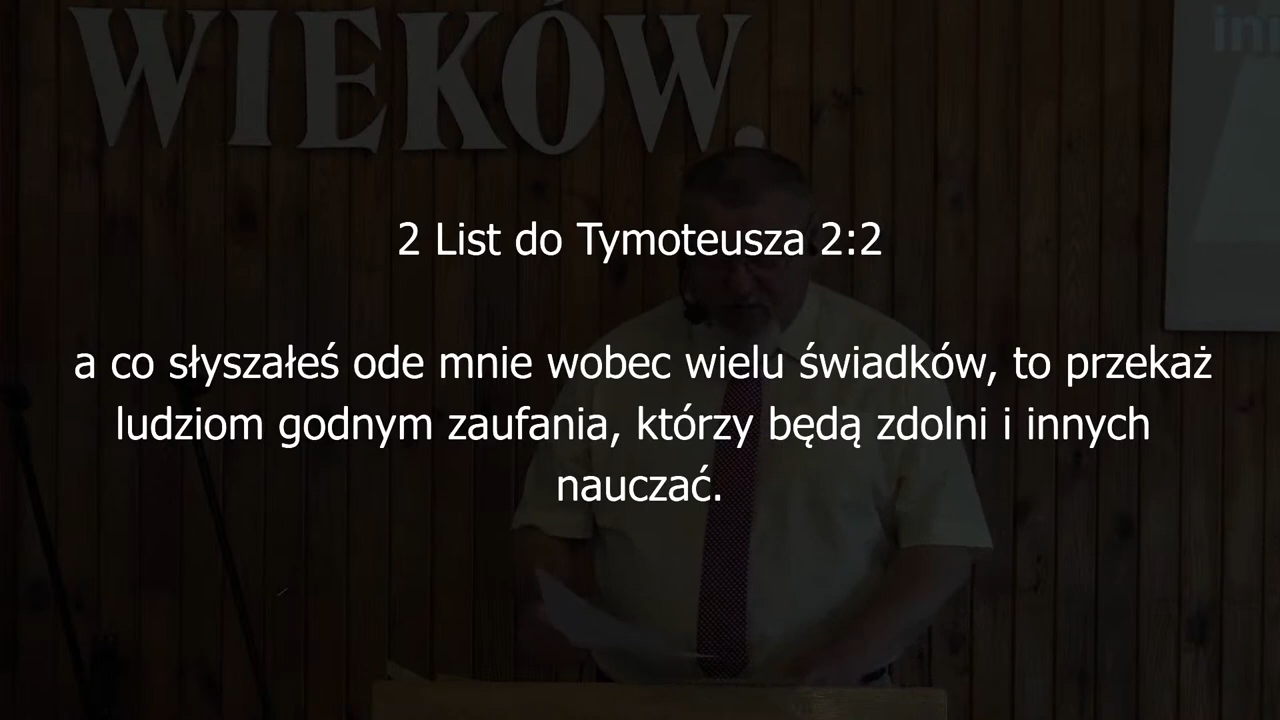 WIEKÓW.
ini
2 List do Tymoteusza 2:2
a co słyszałeś ode mnie wobec wielu świadków, to przekaż
ludziom godnym zaufania, którzy będą zdolni i innych
nauczać.